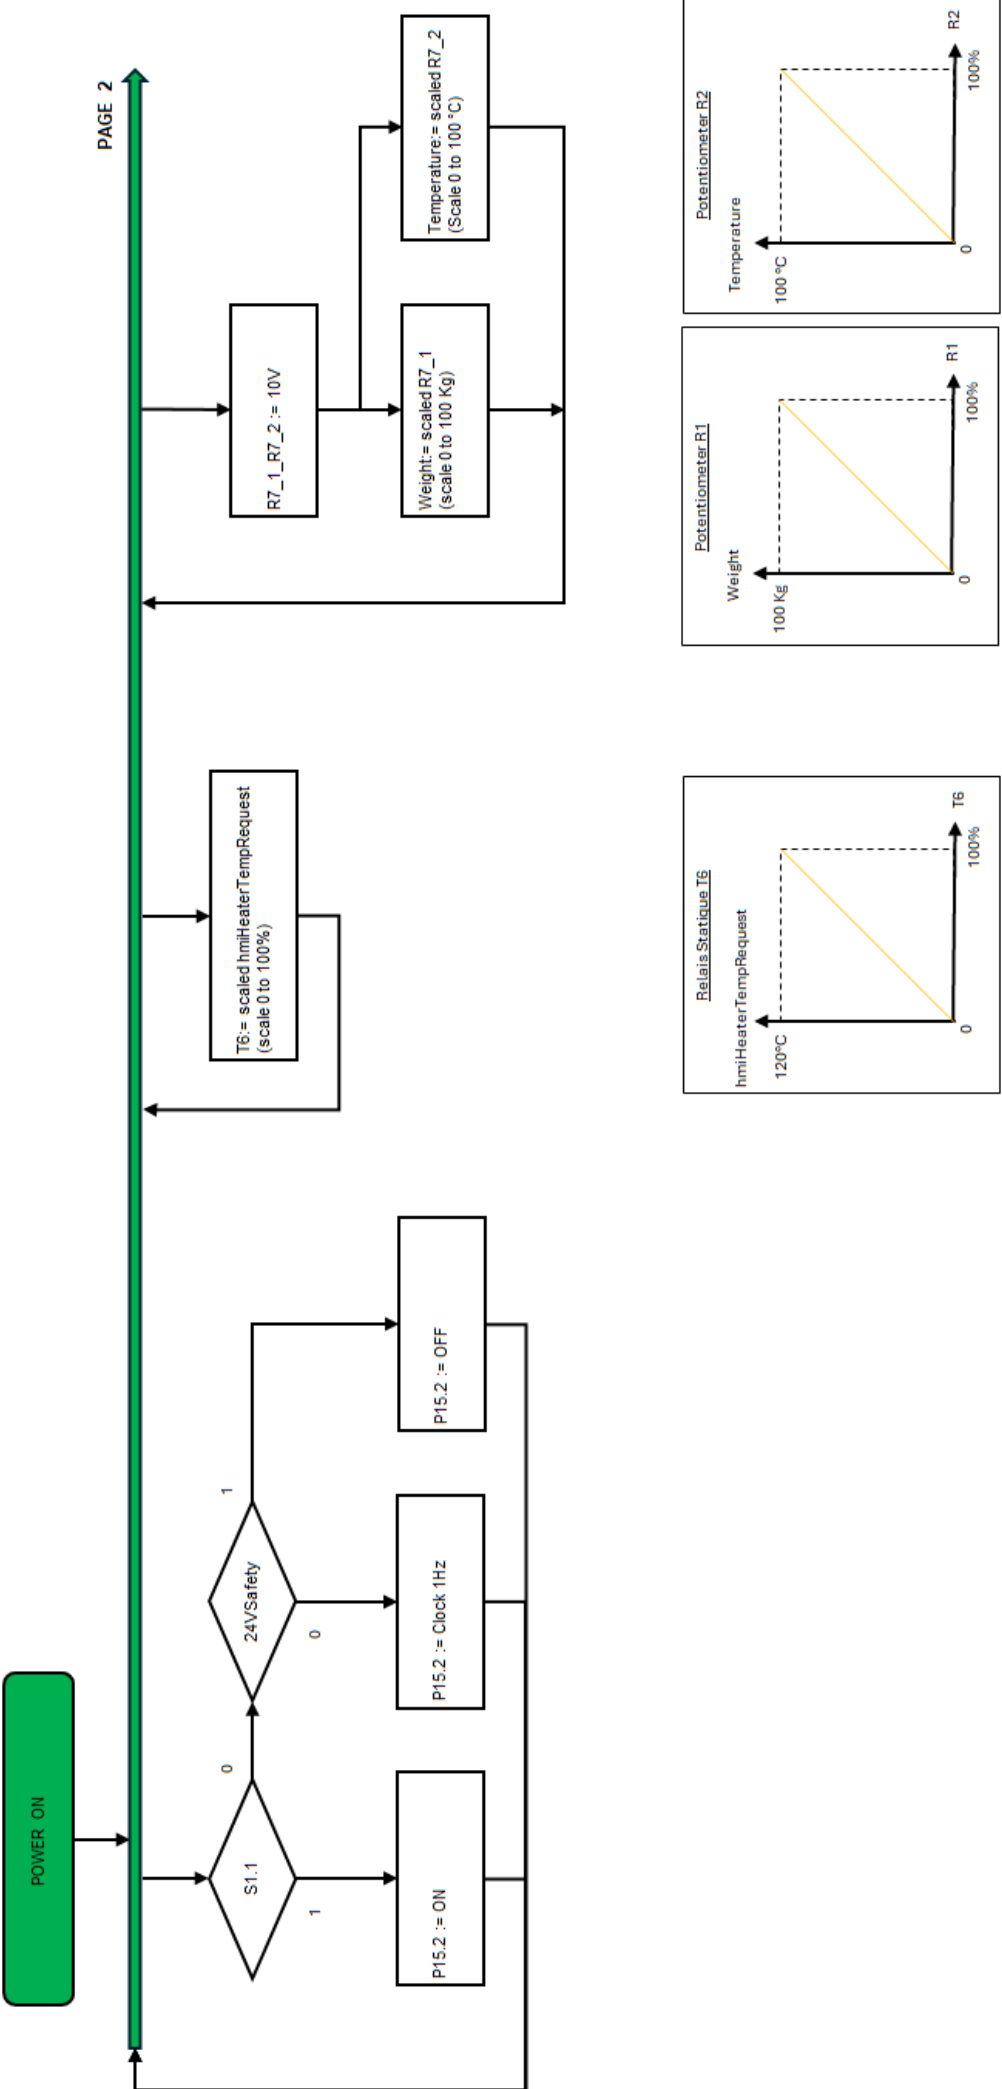 POWER ON
PAGE 2
S1.1
0
1
24VSafety
1
0
P15.2 := ON
P15.2 := Clock 1Hz
P15.2 := OFF
T6:= scaled hmiHeaterTempRequest
(scale 0 to 100%)
R7_1_R7_2 := 10V
Weight:= scaled R7_1
(scale 0 to 100 Kg)
Temperature:= scaled R7_2
(Scale 0 to 100 °C)
Relais Statique T6
hmiHeaterTempRequest
120°C
0
100%
T6
Potentiometer R1
Weight
100 Kg
0
100%
R1
Potentiometer R2
Temperature
100 °C
0
100%
R2